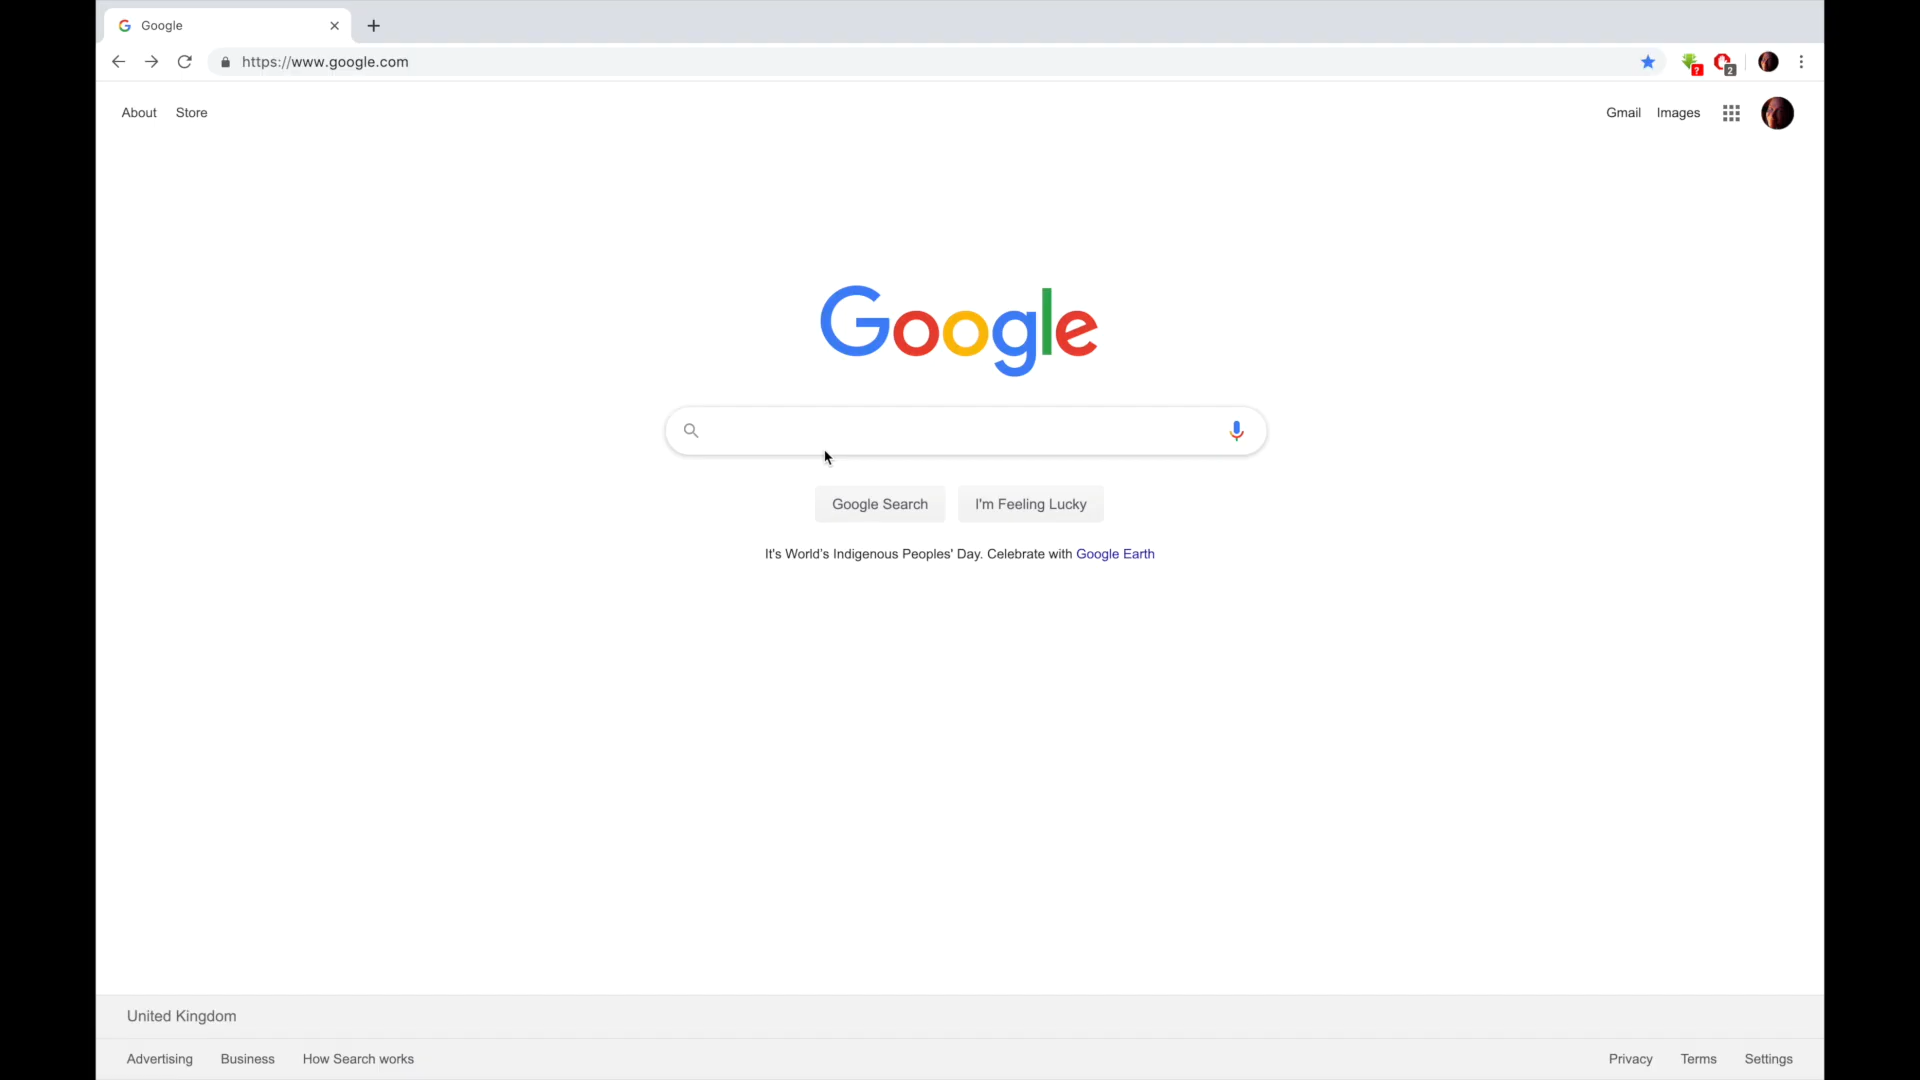 Google
https://www.google.com
?
2
About Store
Gmail Images
Google
Google Search I'm Feeling Lucky
It's World's Indigenous Peoples' Day. Celebrate with Google Earth
United Kingdom
Advertising Business How Search works
Privacy Terms Settings